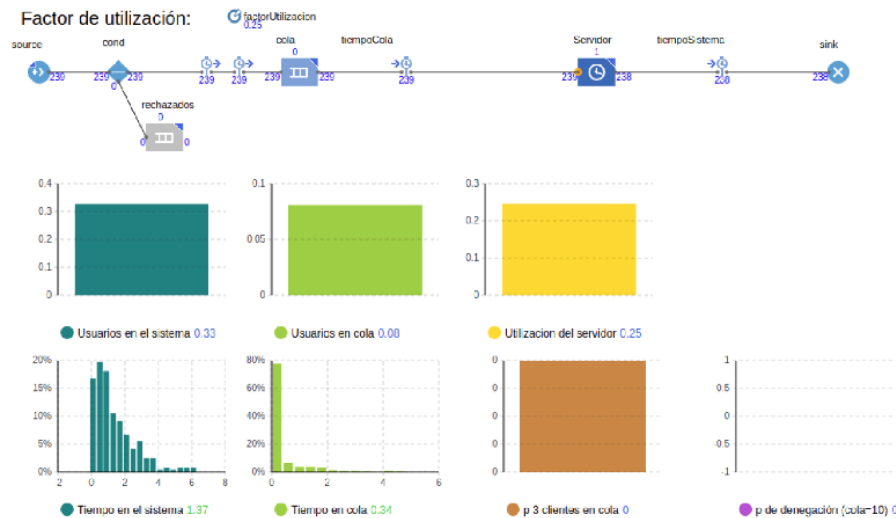 Factor de utilización:
factorUtilizacion
0.25
source
cond
cola
tiempoCola
Servidor
tiempoSistema
sink
0
1
239
239
239
239
239
239
239
239
239
238
238
238
0
rechazados
0
0
0
0.4
0.3
0.2
0.1
0
0.1
0.05
0
0.3
0.2
0.1
0
Usuarios en el sistema 0.33
Usuarios en cola 0.08
Utilizacion del servidor 0.25
20%
15%
10%
5%
0%
2 0 2 4 6 8
80%
60%
40%
20%
0%
0 2 4 6
0
0
0
0
0
1
0.5
0
-0.5
-1
Tiempo en el sistema 1.37
Tiempo en cola 0.34
p 3 clientes en cola 0
p de denegación (cola=10)